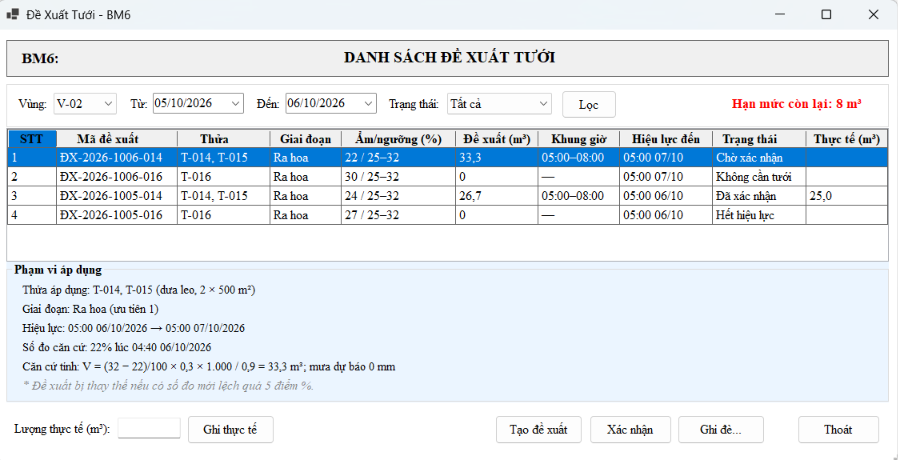 Đề Xuất Tưới - BM6
BM6: DANH SÁCH ĐỀ XUẤT TƯỚI
Vùng: V-02 Từ: 05/10/2026 Đến: 06/10/2026 Trạng thái: Tất cả Lọc Hạn mức còn lại: 8 m³
STT Mã đề xuất Thửa Giai đoạn Ẩm/ngưỡng (%) Đề xuất (m³) Khung giờ Hiệu lực đến Trạng thái Thực tế (m³)
1 ĐX-2026-1006-014 T-014, T-015 Ra hoa 22 / 25–32 33,3 05:00–08:00 05:00 07/10 Chờ xác nhận
2 ĐX-2026-1006-016 T-016 Ra hoa 30 / 25–32 0 — 05:00 07/10 Không cần tưới
3 ĐX-2026-1005-014 T-014, T-015 Ra hoa 24 / 25–32 26,7 05:00–08:00 05:00 06/10 Đã xác nhận 25,0
4 ĐX-2026-1005-016 T-016 Ra hoa 27 / 25–32 0 — 05:00 06/10 Hết hiệu lực
Phạm vi áp dụng
Thửa áp dụng: T-014, T-015 (dưa leo, 2 × 500 m²)
Giai đoạn: Ra hoa (ưu tiên 1)
Hiệu lực: 05:00 06/10/2026 → 05:00 07/10/2026
Số đo căn cứ: 22% lúc 04:40 06/10/2026
Căn cứ tính: V = (32 − 22)/100 × 0,3 × 1.000 / 0,9 = 33,3 m³; mưa dự báo 0 mm
* Đề xuất bị thay thế nếu có số đo mới lệch quá 5 điểm %.
Lượng thực tế (m³): Ghi thực tế Tạo đề xuất Xác nhận Ghi đè... Thoát